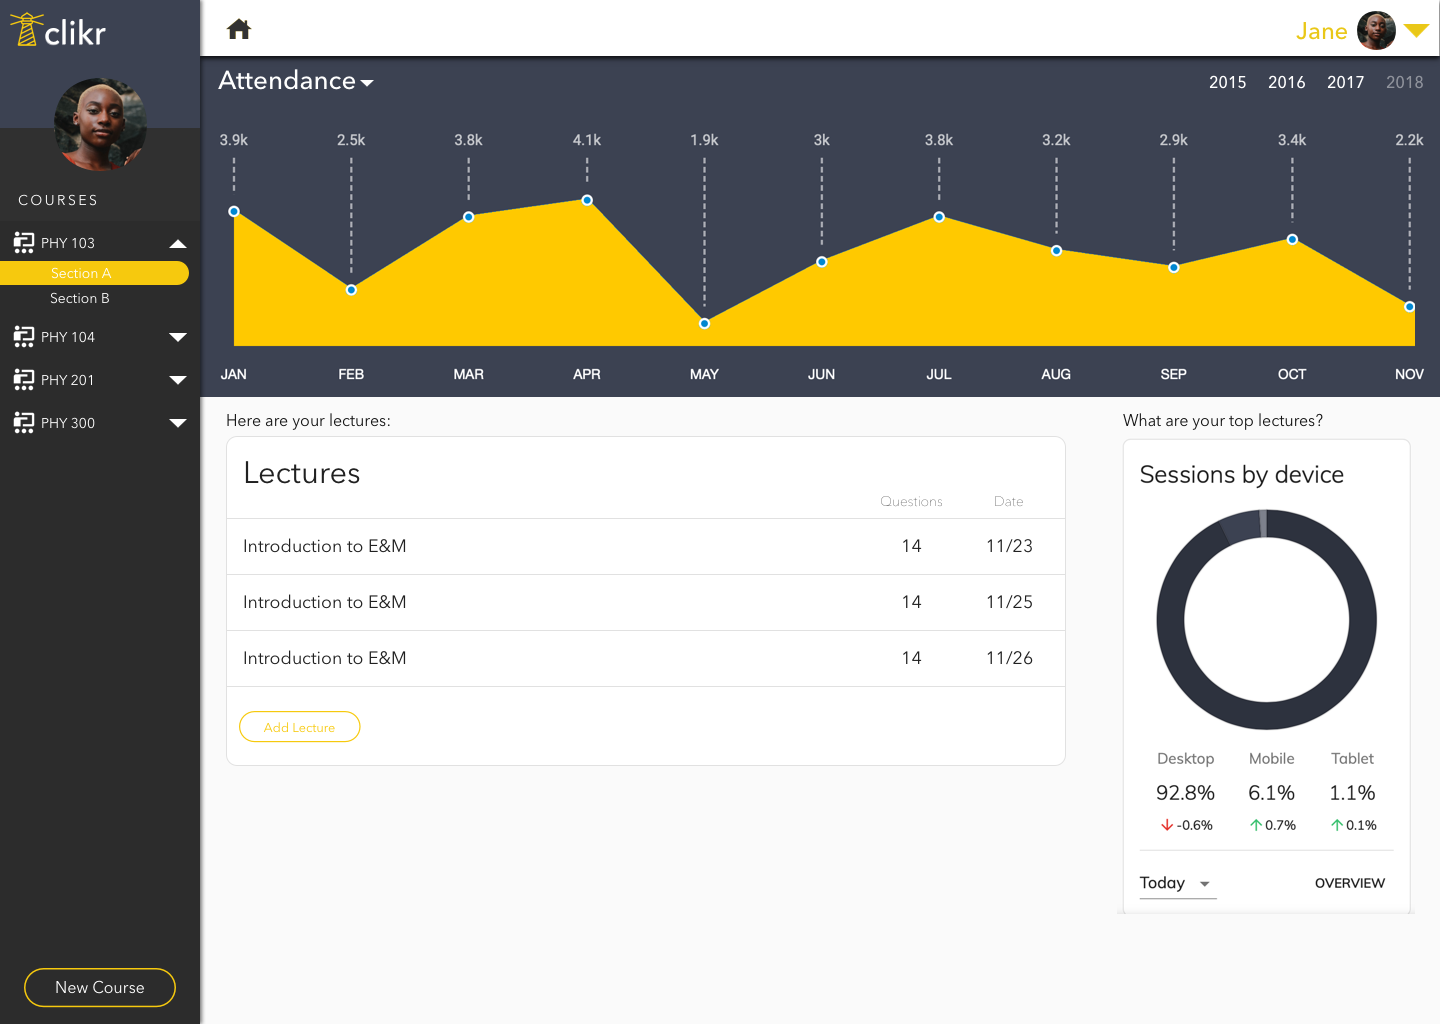 clikr
Jane
Attendance
2015 2016 2017 2018
3.9k 2.5k 3.8k 4.1k 1.9k 3k 3.8k 3.2k 2.9k 3.4k 2.2k
JAN FEB MAR APR MAY JUN JUL AUG SEP OCT NOV
COURSES
PHY 103
Section A
Section B
PHY 104
PHY 201
PHY 300
New Course
Here are your lectures:
Lectures
Questions Date
Introduction to E&M 14 11/23
Introduction to E&M 14 11/25
Introduction to E&M 14 11/26
Add Lecture
What are your top lectures?
Sessions by device
Desktop Mobile Tablet
92.8% 6.1% 1.1%
-0.6% 0.7% 0.1%
Today OVERVIEW